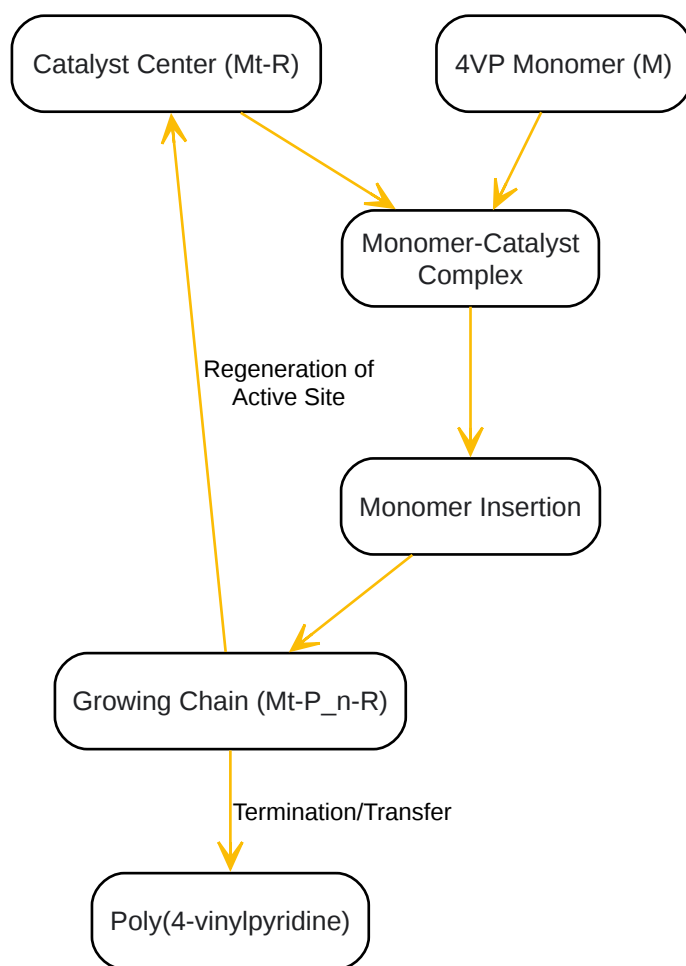 Catalyst Center (Mt-R)
4VP Monomer (M)
Monomer-Catalyst
Complex
Regeneration of
Active Site
Monomer Insertion
Growing Chain (Mt-P_n-R)
Termination/Transfer
Poly(4-vinylpyridine)